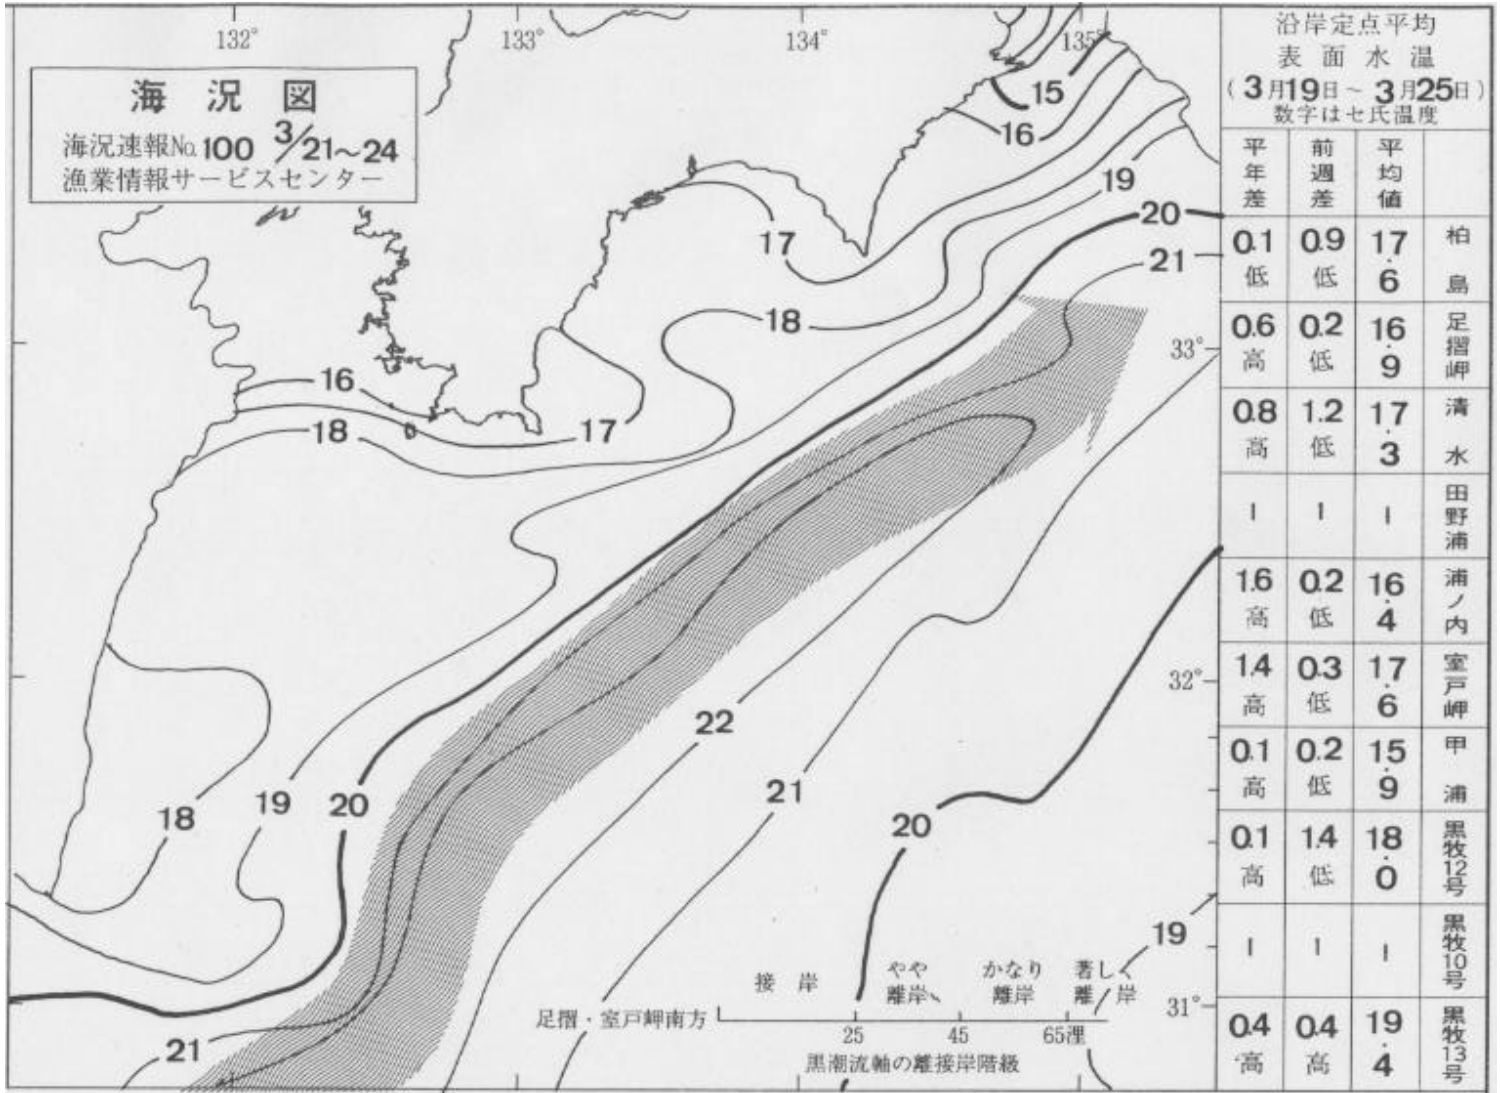 132°
133°
134°
135°
海況図
海況速報No.100 3/21～24
漁業情報サービスセンター
15
16
19
20
17
21
18
33°
16
18
17
32°
22
21
20
18
19
20
19
31°
21
接岸
やや離岸
かなり離岸
著しく離岸
足摺・室戸岬南方
25 45 65浬
黒潮流軸の離接岸階級
沿岸定点平均
表面水温
(3月19日～3月25日)
数字はセ氏温度
平年差 前週差 平均値
0.1低 0.9低 17.6 柏島
0.6高 0.2低 16.9 足摺岬
0.8高 1.2低 17.3 清水
| | | 田野浦
1.6高 0.2低 16.4 浦ノ内
1.4高 0.3低 17.6 室戸岬
0.1高 0.2低 15.9 甲浦
0.1高 1.4低 18.0 黒牧12号
| | | 黒牧10号
0.4高 0.4高 19.4 黒牧13号